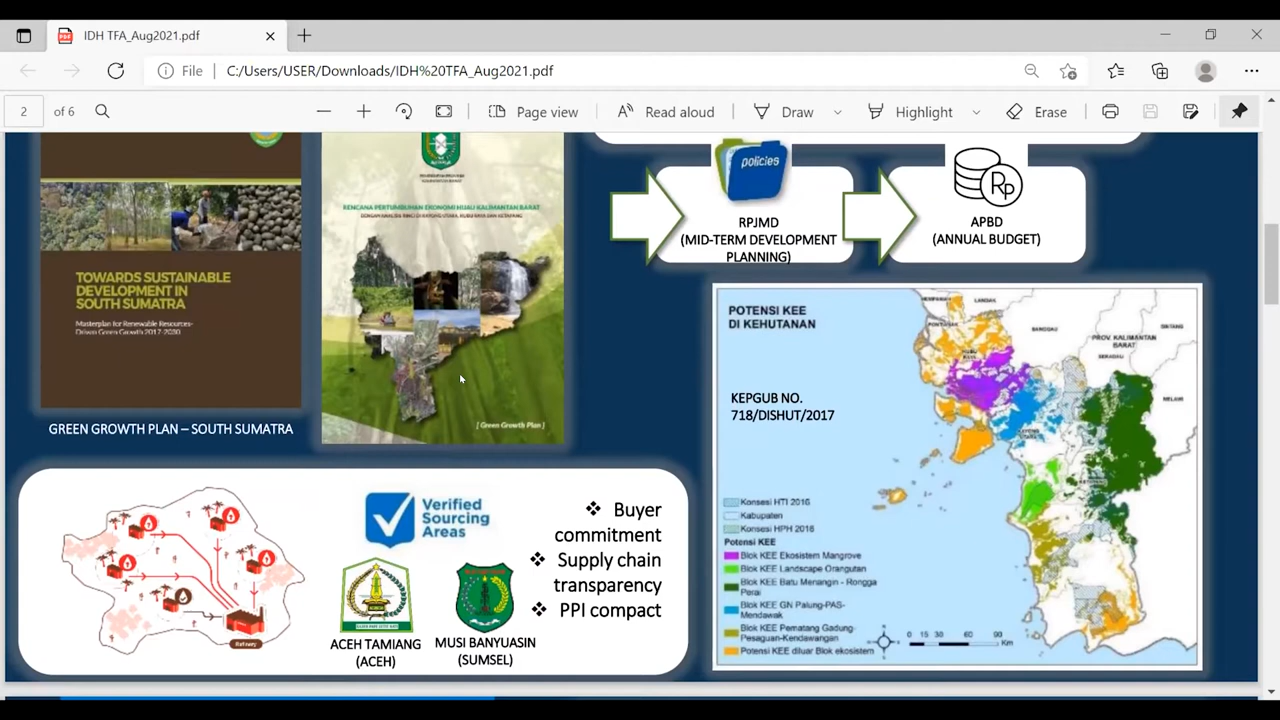 IDH TFA_Aug2021.pdf
File
C:/Users/USER/Downloads/IDH%20TFA_Aug2021.pdf
2
of 6
Page view
Read aloud
Draw
Highlight
Erase
TOWARDS SUSTAINABLE
DEVELOPMENT IN
SOUTH SUMATRA
Masterplan for Renewable Resources-
Driven Green Growth 2017-2030
GREEN GROWTH PLAN – SOUTH SUMATRA
RENCANA PERTUMBUHAN EKONOMI HIJAU KALIMANTAN BARAT
[ Green Growth Plan ]
policies
RPJMD
(MID-TERM DEVELOPMENT
PLANNING)
Rp
APBD
(ANNUAL BUDGET)
POTENSI KEE
DI KEHUTANAN
KEPGUB NO.
718/DISHUT/2017
LANDAK
SANGGAU
SINTANG
PROV. KALIMANTAN
BARAT
MELAWI
Konsesi HTI 2016
Kabupaten
Konsesi HPH 2016
Potensi KEE
Blok KEE Ekosistem Mangrove
Blok KEE Landscape Orangutan
Blok KEE Batu Menangin - Rongga
Perai
Blok KEE GN Palung-PAS-
Mendawak
Blok KEE Pematang Gadung-
Pesaguan-Kendawangan
Potensi KEE diluar Blok ekosistem
0 15 30 60 90
Km
Refinery
Verified
Sourcing
Areas
ACEH TAMIANG
(ACEH)
MUSI BANYUASIN
(SUMSEL)
❖ Buyer
commitment
❖ Supply chain
transparency
❖ PPI compact